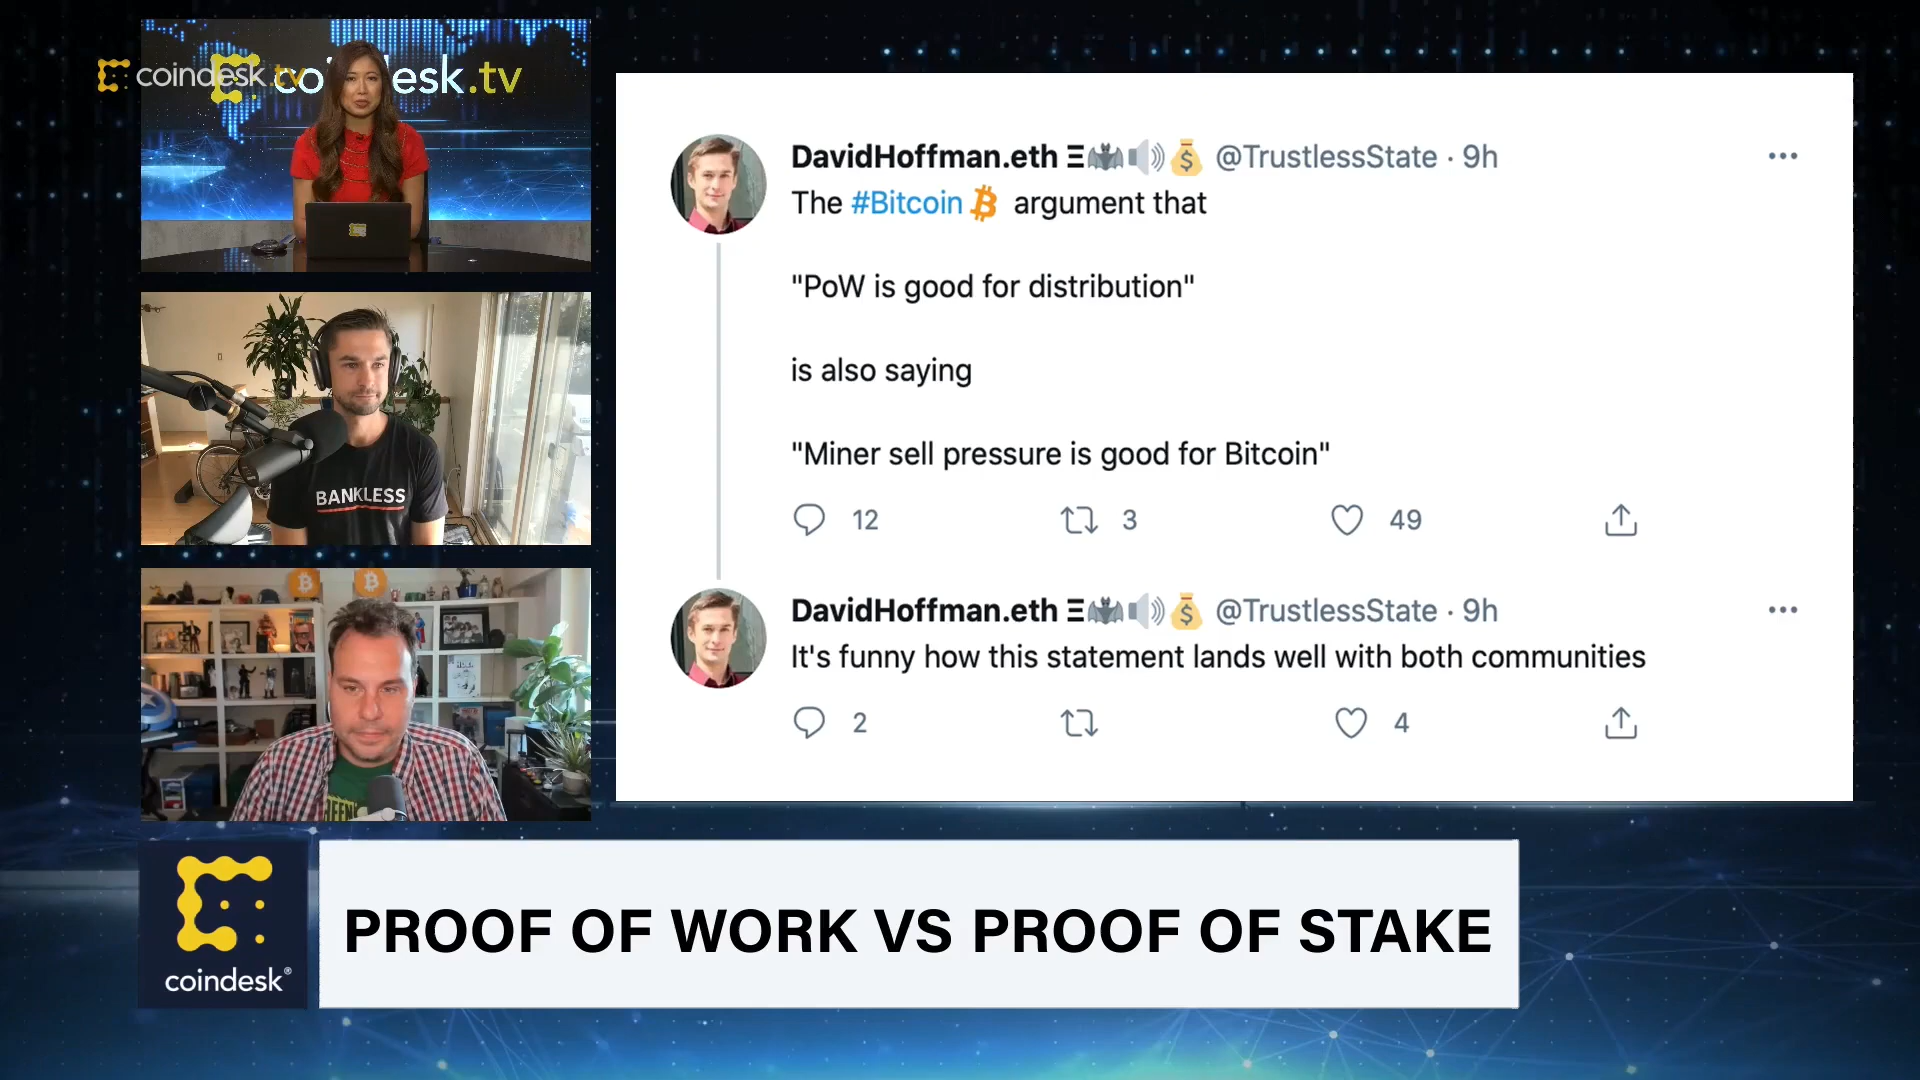 coindesk.tv
coindesk.tv
BANKLESS
DavidHoffman.eth Ξ🦇🔊💰 @TrustlessState · 9h
The #Bitcoin argument that
"PoW is good for distribution"
is also saying
"Miner sell pressure is good for Bitcoin"
12 3 49
DavidHoffman.eth Ξ🦇🔊💰 @TrustlessState · 9h
It's funny how this statement lands well with both communities
2 4
coindesk®
PROOF OF WORK VS PROOF OF STAKE